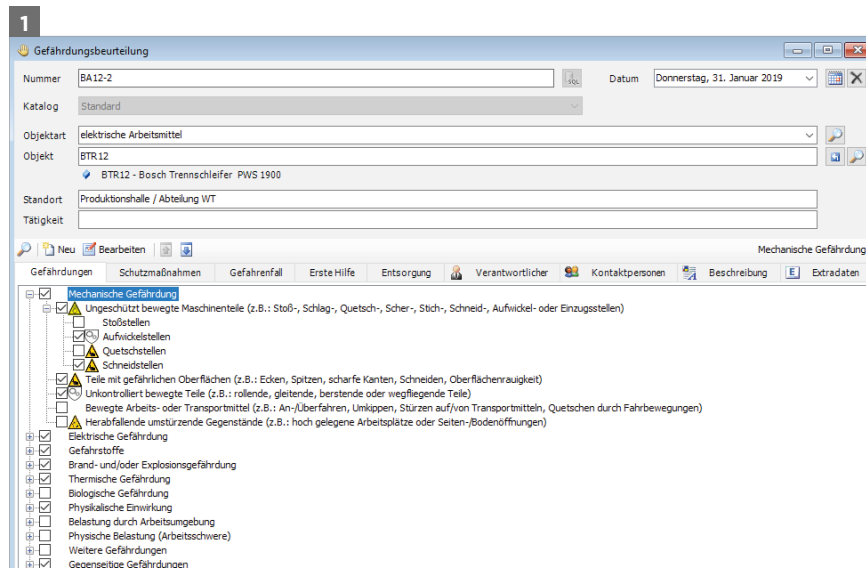 1
Gefährdungsbeurteilung
Nummer BA12-2 SQL Datum Donnerstag, 31. Januar 2019
Katalog Standard
Objektart elektrische Arbeitsmittel
Objekt BTR12
BTR12 - Bosch Trennschleifer PWS 1900
Standort Produktionshalle / Abteilung WT
Tätigkeit
Neu Bearbeiten Mechanische Gefährdung
Gefährdungen Schutzmaßnahmen Gefahrenfall Erste Hilfe Entsorgung Verantwortlicher Kontaktpersonen Beschreibung E Extradaten
Mechanische Gefährdung
Ungeschützt bewegte Maschinenteile (z.B.: Stoß-, Schlag-, Quetsch-, Scher-, Stich-, Schneid-, Aufwickel- oder Einzugsstellen)
Stoßstellen
Aufwickelstellen
Quetschstellen
Schneidstellen
Teile mit gefährlichen Oberflächen (z.B.: Ecken, Spitzen, scharfe Kanten, Schneiden, Oberflächenrauigkeit)
Unkontrolliert bewegte Teile (z.B.: rollende, gleitende, berstende oder wegfliegende Teile)
Bewegte Arbeits- oder Transportmittel (z.B.: An-/Überfahren, Umkippen, Stürzen auf/von Transportmitteln, Quetschen durch Fahrbewegungen)
Herabfallende umstürzende Gegenstände (z.B.: hoch gelegene Arbeitsplätze oder Seiten-/Bodenöffnungen)
Elektrische Gefährdung
Gefahrstoffe
Brand- und/oder Explosionsgefährdung
Thermische Gefährdung
Biologische Gefährdung
Physikalische Einwirkung
Belastung durch Arbeitsumgebung
Physische Belastung (Arbeitsschwere)
Weitere Gefährdungen
Gegenseitige Gefährdungen